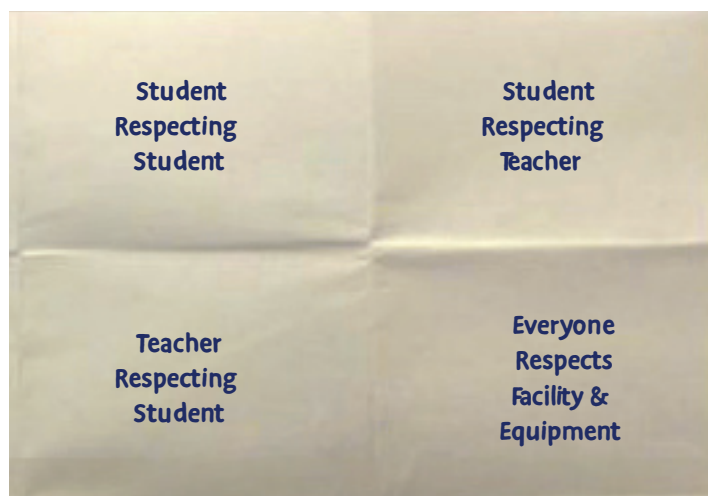 Student
Respecting
Student
Student
Respecting
Teacher
Teacher
Respecting
Student
Everyone
Respects
Facility &
Equipment